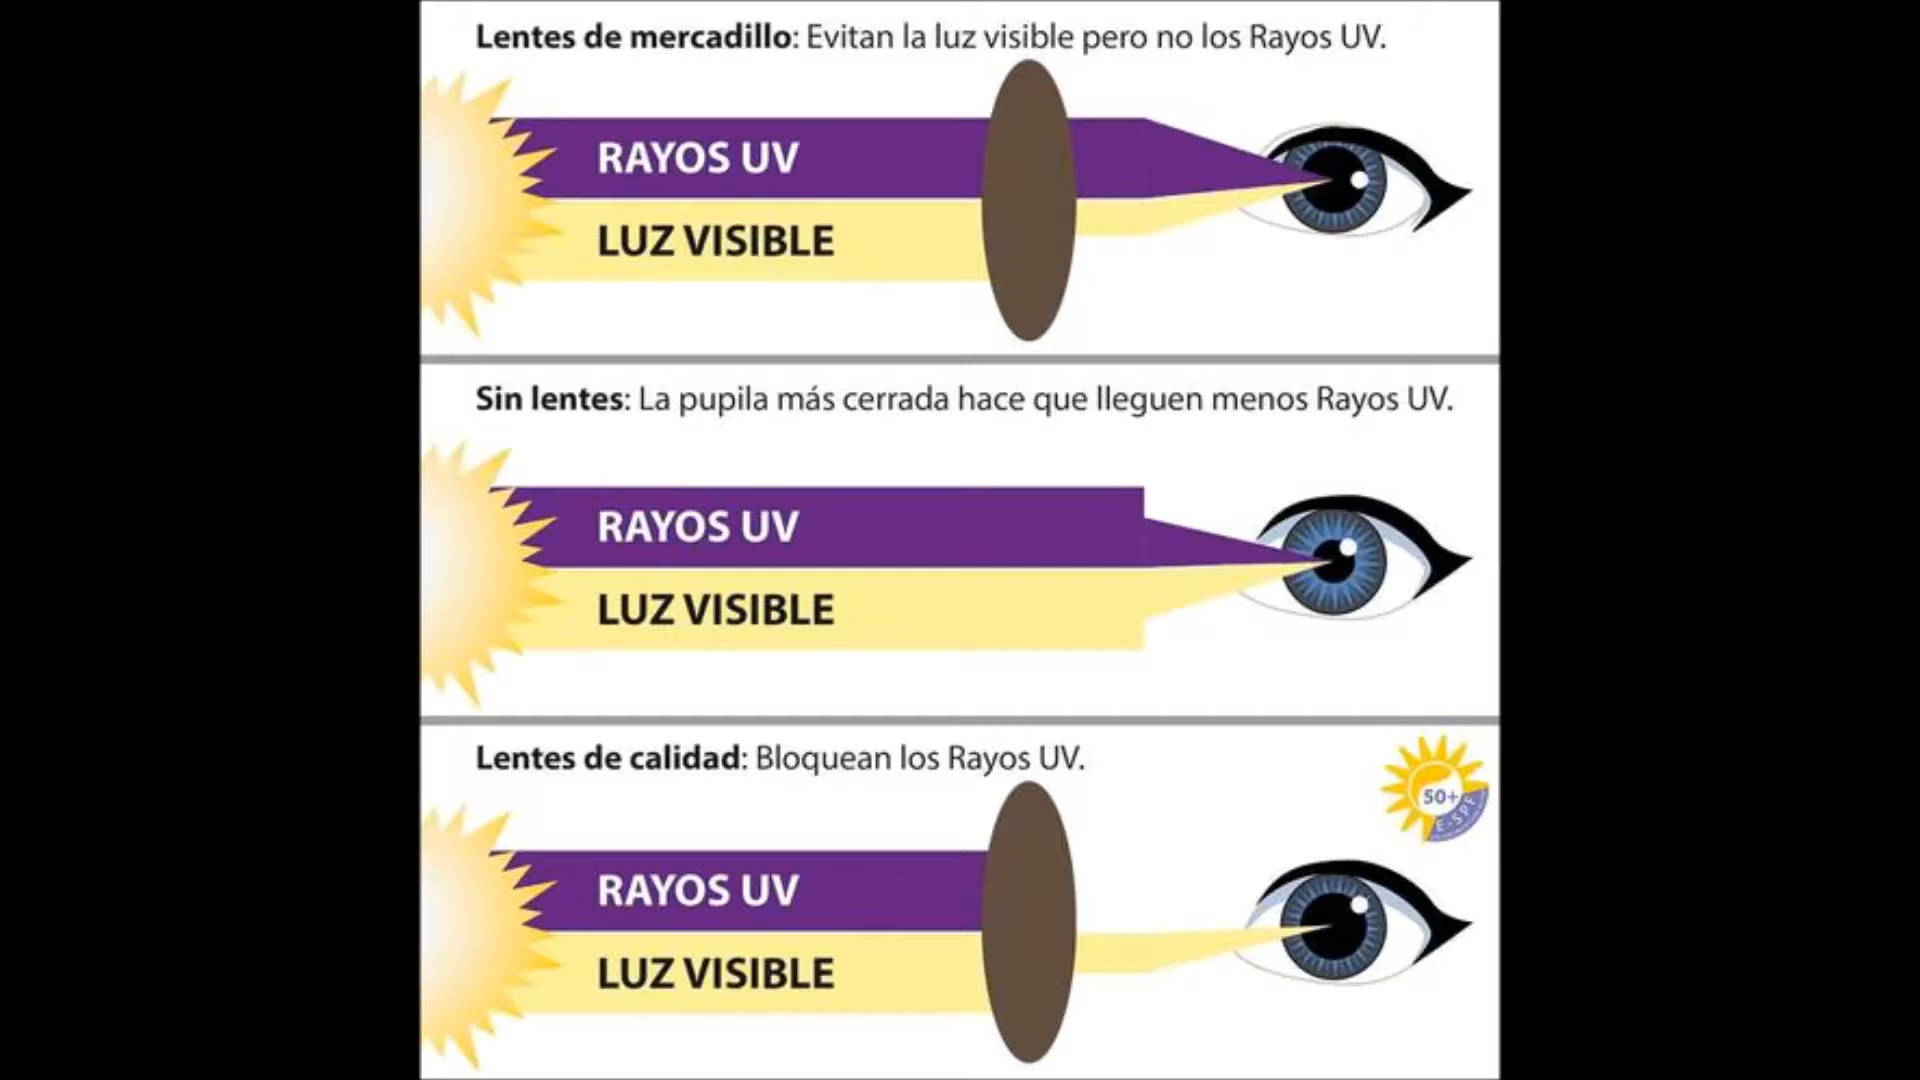 Lentes de mercadillo: Evitan la luz visible pero no los Rayos UV.
RAYOS UV
LUZ VISIBLE
Sin lentes: La pupila más cerrada hace que lleguen menos Rayos UV.
RAYOS UV
LUZ VISIBLE
Lentes de calidad: Bloquean los Rayos UV.
50+
E-SPF
RAYOS UV
LUZ VISIBLE